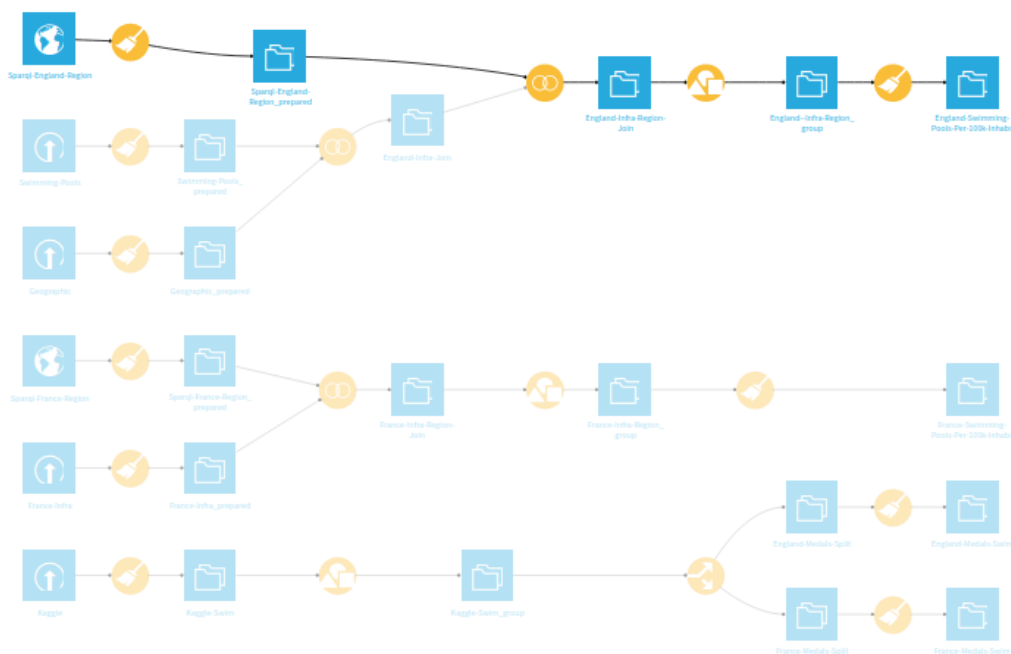 Sparql-England-Region
Sparql-England-
Region_prepared
England-Infra-Region-
Join
England--Infra-Region_
group
England-Swimming-
Pools-Per-100k-Inhabi
England-Infra-Join
Swimming-Pools
Swimming-Pools_
prepared
Geographic
Geographic_prepared
Sparql-France-Region
Sparql-France-Region_
prepared
France-Infra-Region-
Join
France-Infra-Region_
group
France-Swimming-
Pools-Per-100k-Inhabi
France-Infra
France-Infra_prepared
England-Medals-Split
England-Medals-Swim
Kaggle
Kaggle-Swim
Kaggle-Swim_group
France-Medals-Split
France-Medals-Swim